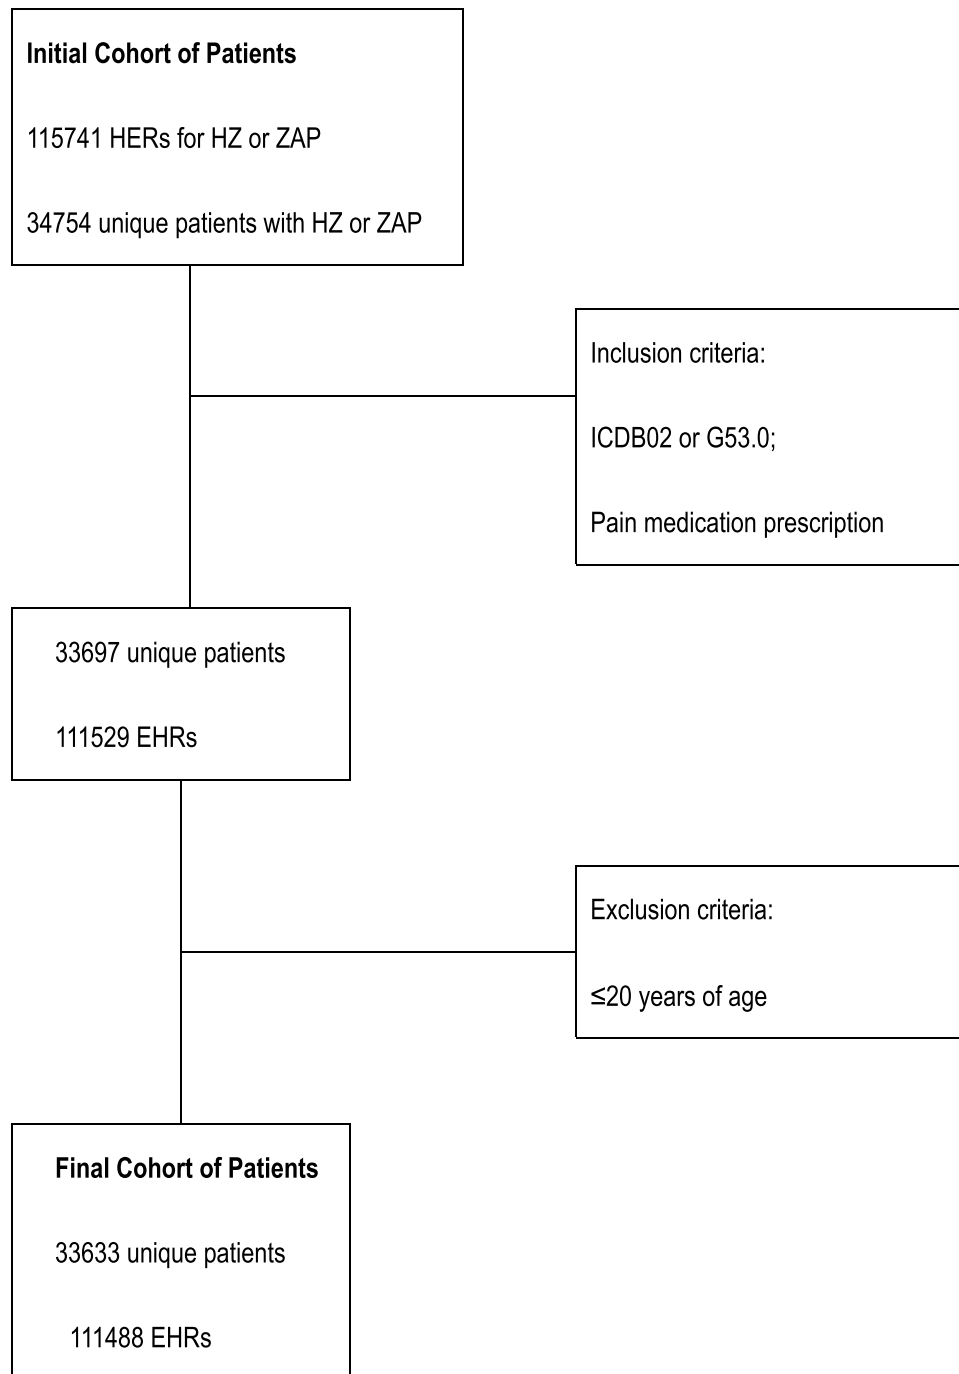 Initial Cohort of Patients
115741 HERs for HZ or ZAP
34754 unique patients with HZ or ZAP
Inclusion criteria:
ICDB02 or G53.0;
Pain medication prescription
33697 unique patients
111529 EHRs
Exclusion criteria:
≤20 years of age
Final Cohort of Patients
33633 unique patients
111488 EHRs